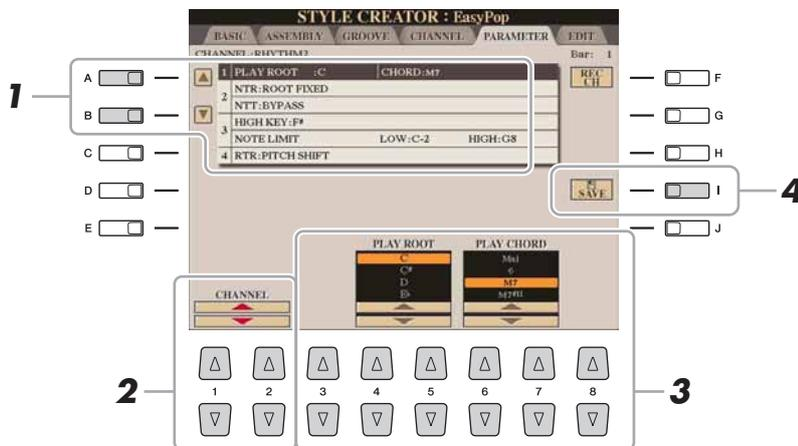 STYLE CREATOR : EasyPop
BASIC ASSEMBLY GROOVE CHANNEL PARAMETER EDIT
CHANNEL:RHYTHM2 Bar: 1
1 PLAY ROOT :C CHORD:M7
2 NTR:ROOT FIXED
NTT:BYPASS
3 HIGH KEY:F#
NOTE LIMIT LOW:C-2 HIGH:G8
4 RTR:PITCH SHIFT
REC CH
SAVE
A
B
C
D
E
F
G
H
I
J
1
4
PLAY ROOT PLAY CHORD
C Maj
C# 6
D M7
E♭ M7#11
CHANNEL
2
3
1 2 3 4 5 6 7 8